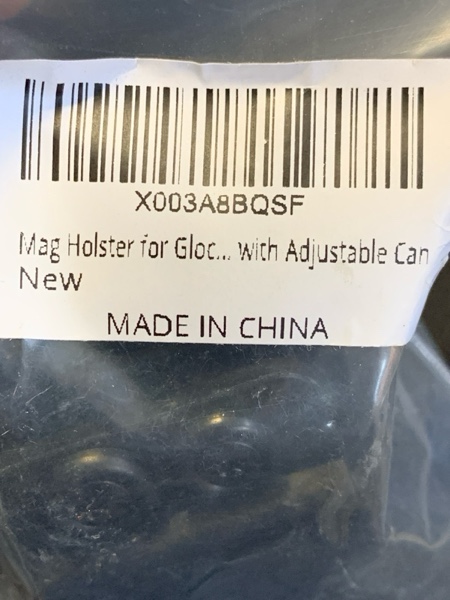 X003A8BQSF
Mag Holster for Gloc... with Adjustable Can
New
MADE IN CHINA